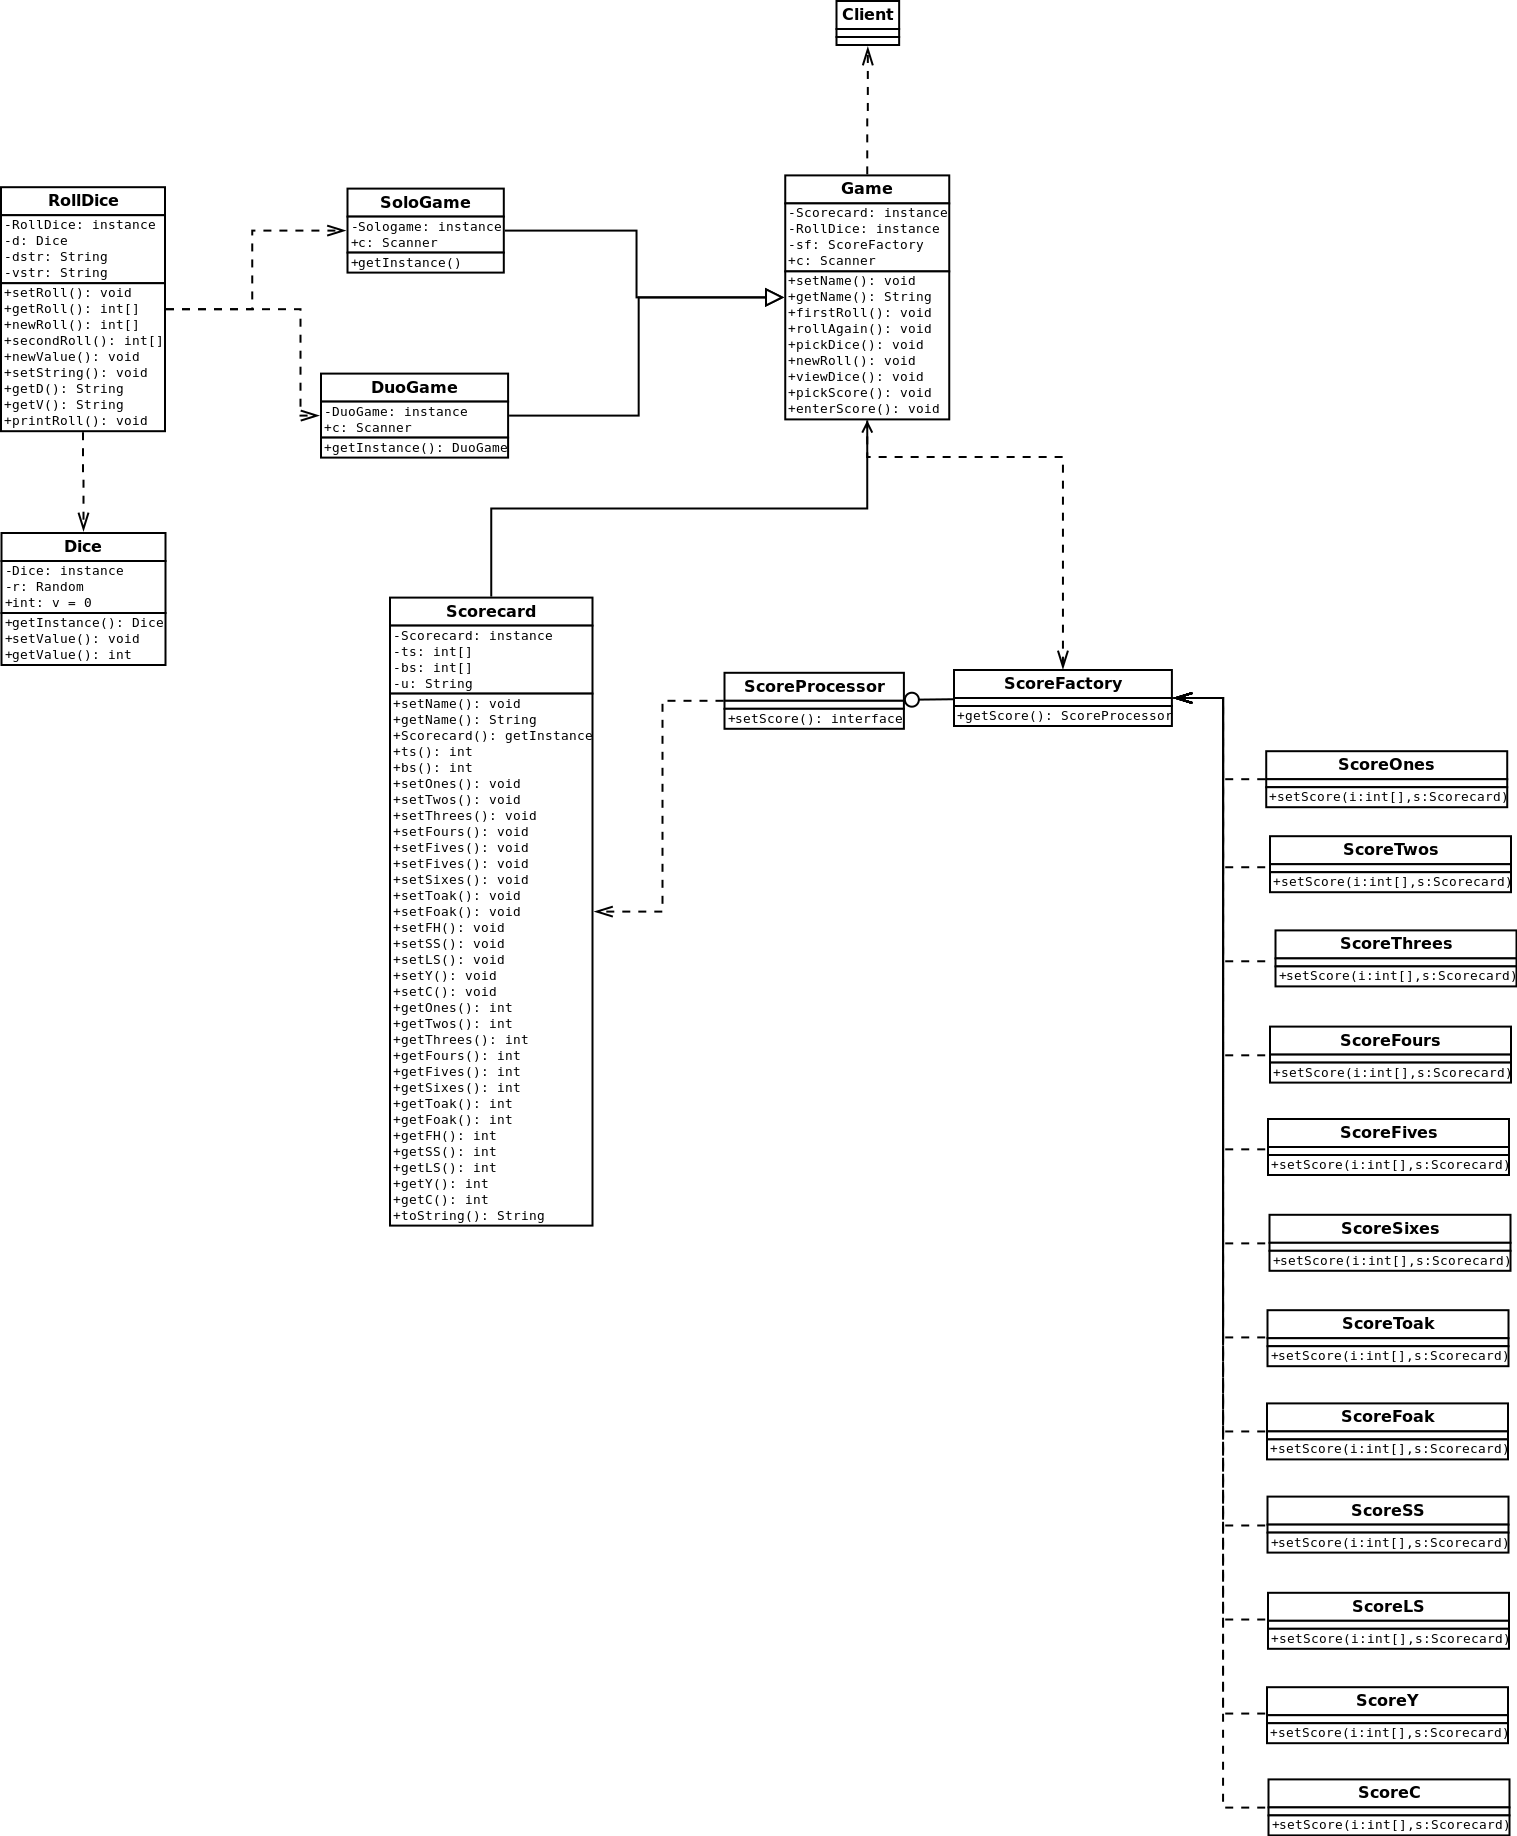 Client
RollDice
-RollDice: instance
-d: Dice
-dstr: String
-vstr: String
+setRoll(): void
+getRoll(): int[]
+newRoll(): int[]
+secondRoll(): int[]
+newValue(): void
+setString(): void
+getD(): String
+getV(): String
+printRoll(): void
SoloGame
-Sologame: instance
+c: Scanner
+getInstance()
Game
-Scorecard: instance
-RollDice: instance
-sf: ScoreFactory
+c: Scanner
+setName(): void
+getName(): String
+firstRoll(): void
+rollAgain(): void
+pickDice(): void
+newRoll(): void
+viewDice(): void
+pickScore(): void
+enterScore(): void
DuoGame
-DuoGame: instance
+c: Scanner
+getInstance(): DuoGame
Dice
-Dice: instance
-r: Random
+int: v = 0
+getInstance(): Dice
+setValue(): void
+getValue(): int
Scorecard
-Scorecard: instance
-ts: int[]
-bs: int[]
-u: String
+setName(): void
+getName(): String
+Scorecard(): getInstance
+ts(): int
+bs(): int
+setOnes(): void
+setTwos(): void
+setThrees(): void
+setFours(): void
+setFives(): void
+setFives(): void
+setSixes(): void
+setToak(): void
+setFoak(): void
+setFH(): void
+setSS(): void
+setLS(): void
+setY(): void
+setC(): void
+getOnes(): int
+getTwos(): int
+getThrees(): int
+getFours(): int
+getFives(): int
+getSixes(): int
+getToak(): int
+getFoak(): int
+getFH(): int
+getSS(): int
+getLS(): int
+getY(): int
+getC(): int
+toString(): String
ScoreProcessor
+setScore(): interface
ScoreFactory
+getScore(): ScoreProcessor
ScoreOnes
+setScore(i:int[],s:Scorecard)
ScoreTwos
+setScore(i:int[],s:Scorecard)
ScoreThrees
+setScore(i:int[],s:Scorecard)
ScoreFours
+setScore(i:int[],s:Scorecard)
ScoreFives
+setScore(i:int[],s:Scorecard)
ScoreSixes
+setScore(i:int[],s:Scorecard)
ScoreToak
+setScore(i:int[],s:Scorecard)
ScoreFoak
+setScore(i:int[],s:Scorecard)
ScoreSS
+setScore(i:int[],s:Scorecard)
ScoreLS
+setScore(i:int[],s:Scorecard)
ScoreY
+setScore(i:int[],s:Scorecard)
ScoreC
+setScore(i:int[],s:Scorecard)